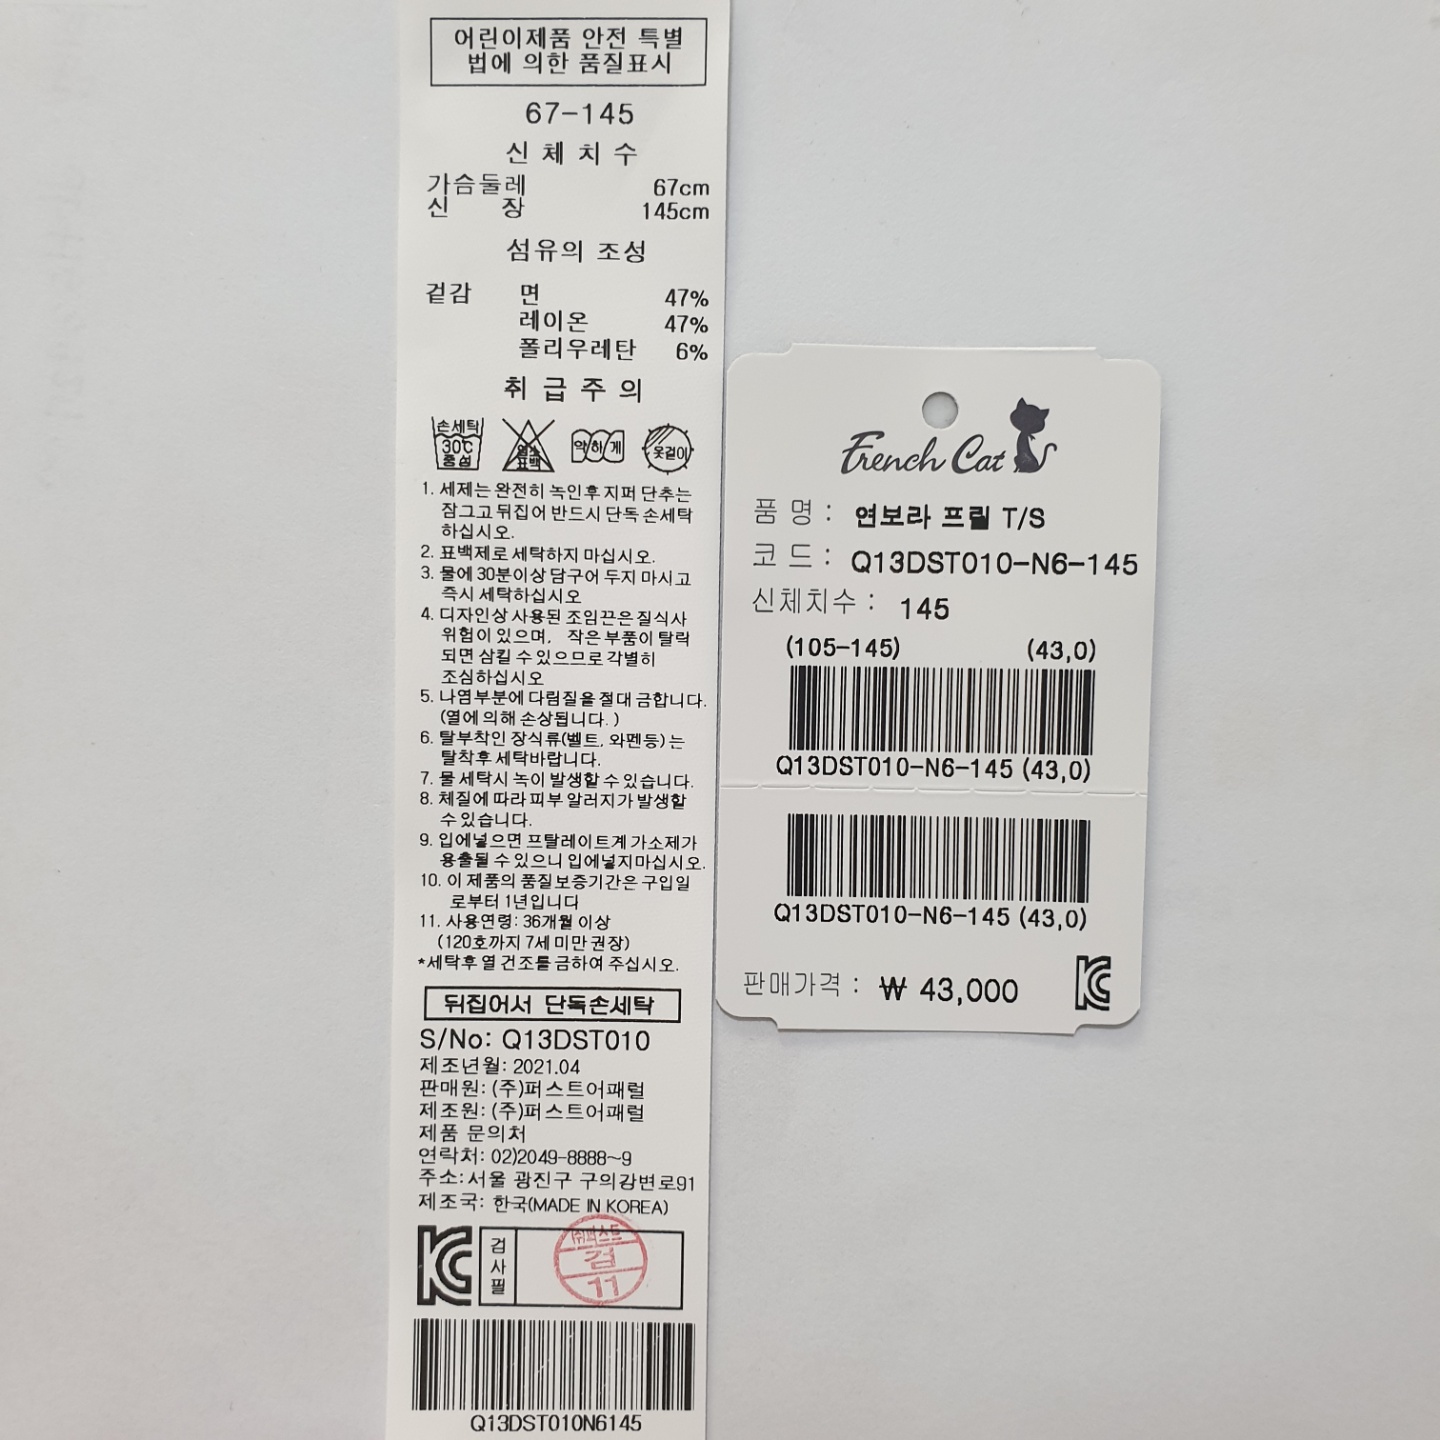 어린이제품 안전 특별
법에 의한 품질표시
67-145
신 체 치 수
가슴둘레 67cm
신 장 145cm
섬유의 조성
겉감 면 47%
레이온 47%
폴리우레탄 6%
취 급 주 의
손세탁
30℃
중성
염소
표백
약하게
옷걸이
1. 세제는 완전히 녹인후 지퍼 단추는
잠그고 뒤집어 반드시 단독 손세탁
하십시오.
2. 표백제로 세탁하지 마십시오.
3. 물에 30분이상 담구어 두지 마시고
즉시 세탁하십시오
4. 디자인상 사용된 조임끈은 질식사
위험이 있으며, 작은 부품이 탈락
되면 삼킬 수 있으므로 각별히
조심하십시오
5. 나염부분에 다림질을 절대 금합니다.
(열에 의해 손상됩니다.)
6. 탈부착인 장식류(벨트, 와펜등)는
탈착후 세탁바랍니다.
7. 물 세탁시 녹이 발생할 수 있습니다.
8. 체질에 따라 피부 알러지가 발생할
수 있습니다.
9. 입에넣으면 프탈레이트계 가소제가
용출될 수 있으니 입에넣지마십시오.
10. 이 제품의 품질보증기간은 구입일
로부터 1년입니다
11. 사용연령: 36개월 이상
(120호까지 7세 미만 권장)
*세탁후 열 건조를 금하여 주십시오.
뒤집어서 단독손세탁
S/No: Q13DST010
제조년월: 2021.04
판매원: (주)퍼스트어패럴
제조원: (주)퍼스트어패럴
제품 문의처
연락처: 02)2049-8888~9
주소: 서울 광진구 구의강변로91
제조국: 한국(MADE IN KOREA)
KC
검사필
㈜퍼스트
검
11
Q13DST010N6145
French Cat
품 명 : 연보라 프릴 T/S
코 드 : Q13DST010-N6-145
신체치수 : 145
(105-145) (43,0)
Q13DST010-N6-145 (43,0)
Q13DST010-N6-145 (43,0)
판매가격 : ₩ 43,000
KC